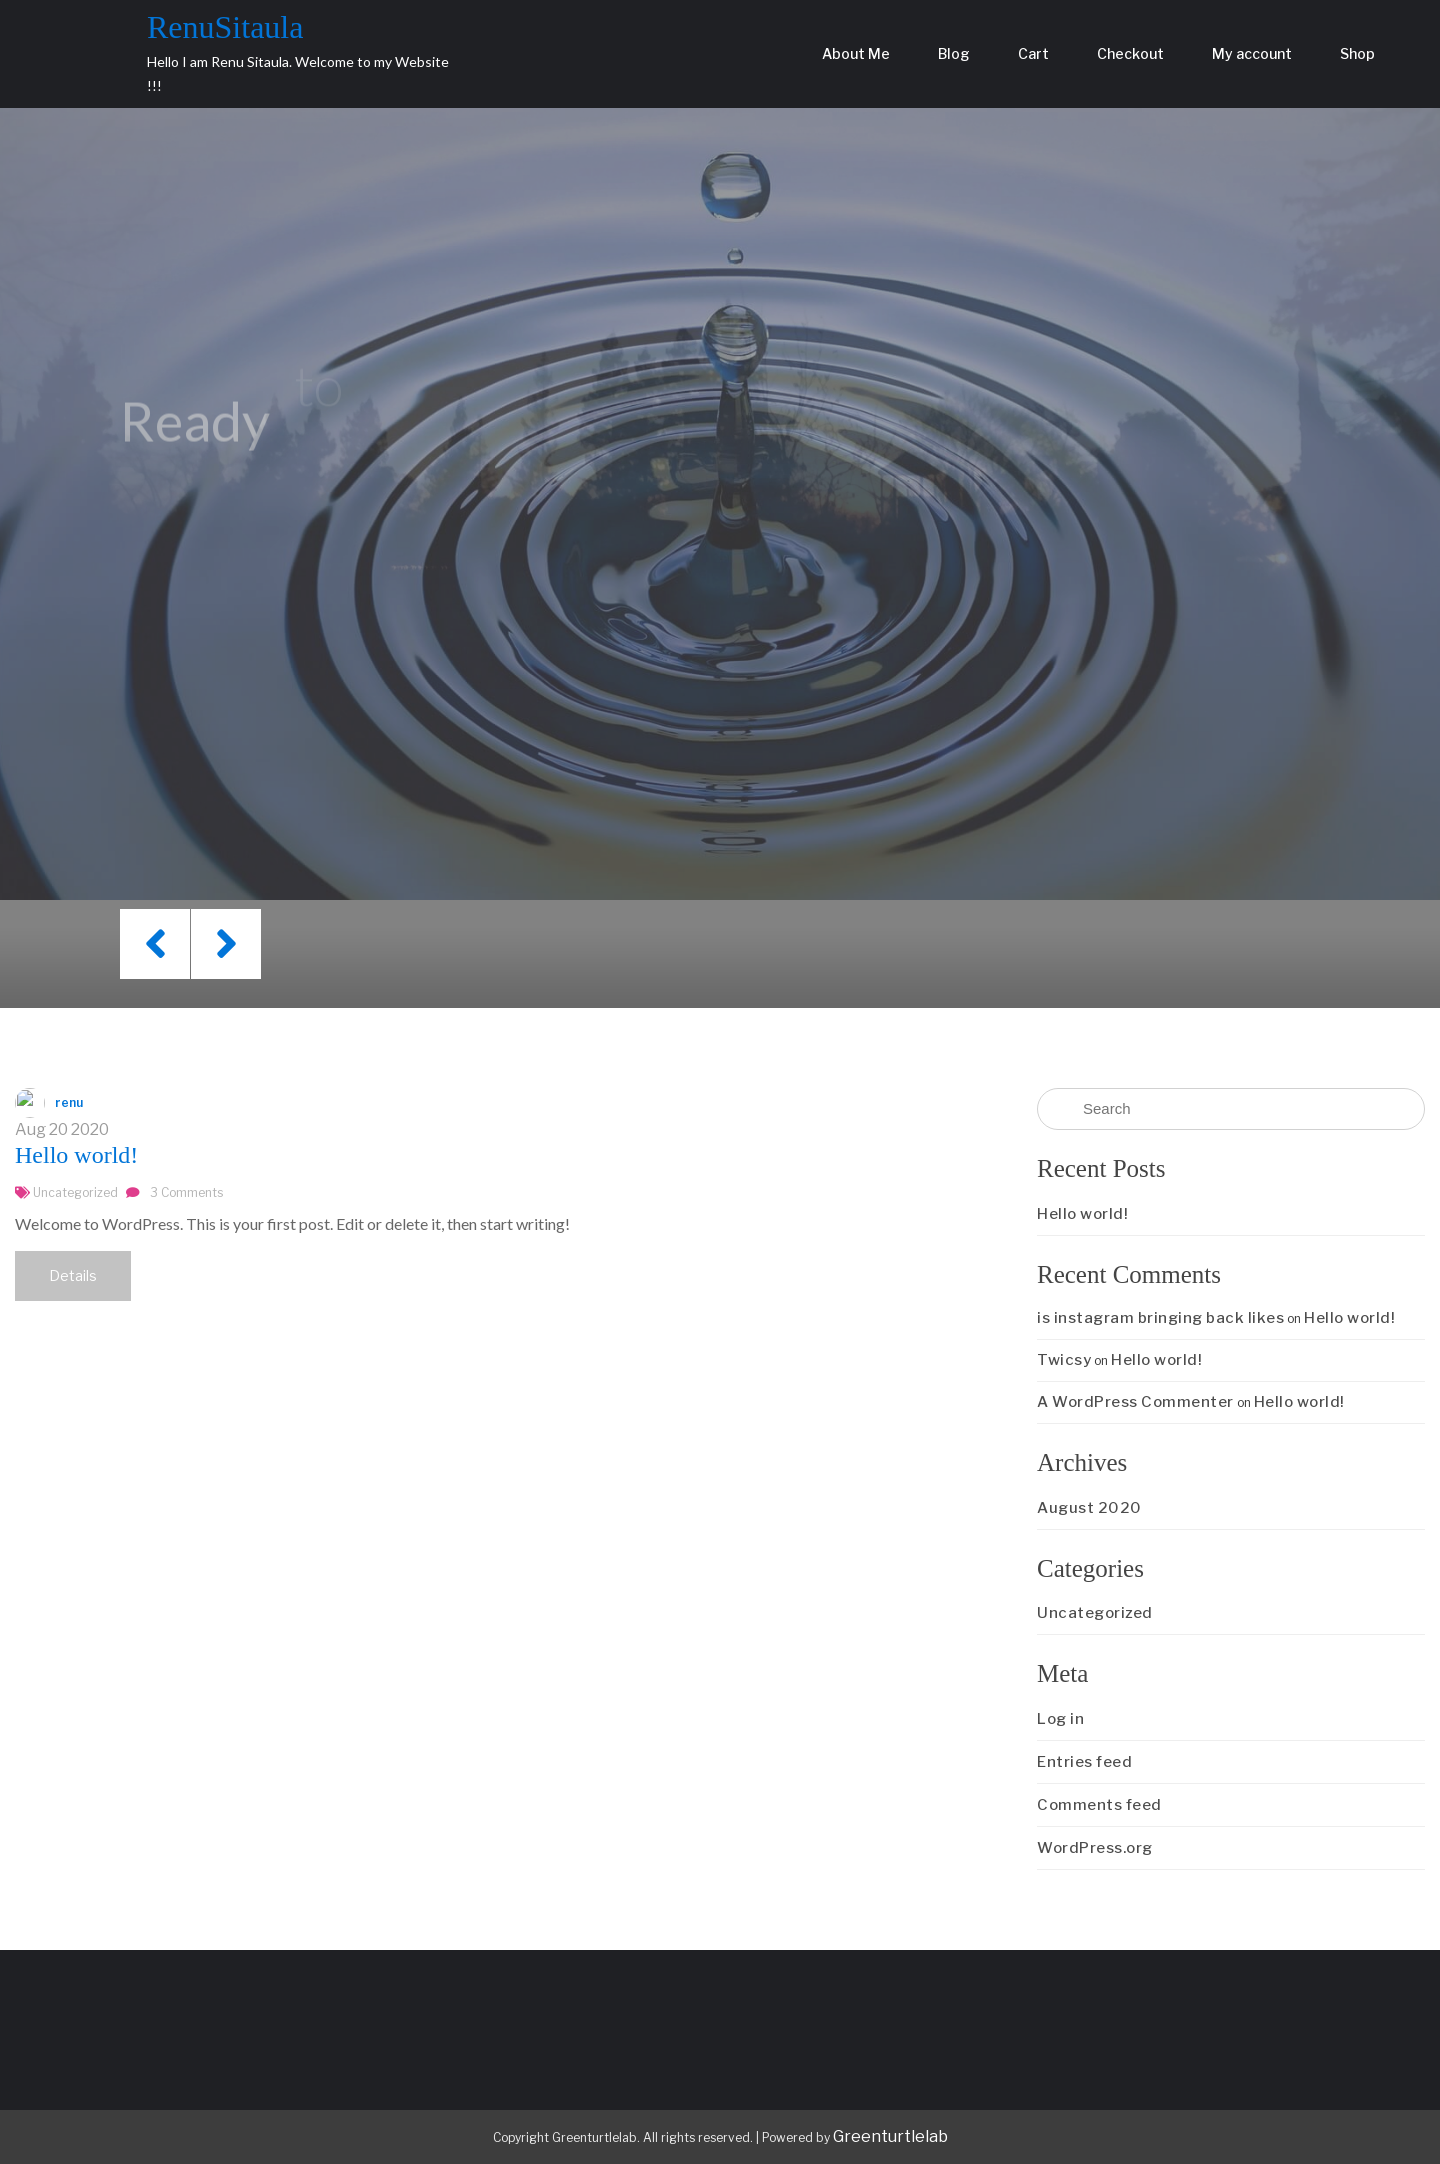 RenuSitaula
Hello I am Renu Sitaula. Welcome to my Website
!!!
About Me Blog Cart Checkout My account Shop
Ready to
renu
Aug 20 2020
Hello world!
Uncategorized 3 Comments
Welcome to WordPress. This is your first post. Edit or delete it, then start writing!
Details
Search
Recent Posts
Hello world!
Recent Comments
is instagram bringing back likes on Hello world!
Twicsy on Hello world!
A WordPress Commenter on Hello world!
Archives
August 2020
Categories
Uncategorized
Meta
Log in
Entries feed
Comments feed
WordPress.org
Copyright Greenturtlelab. All rights reserved. | Powered by Greenturtlelab